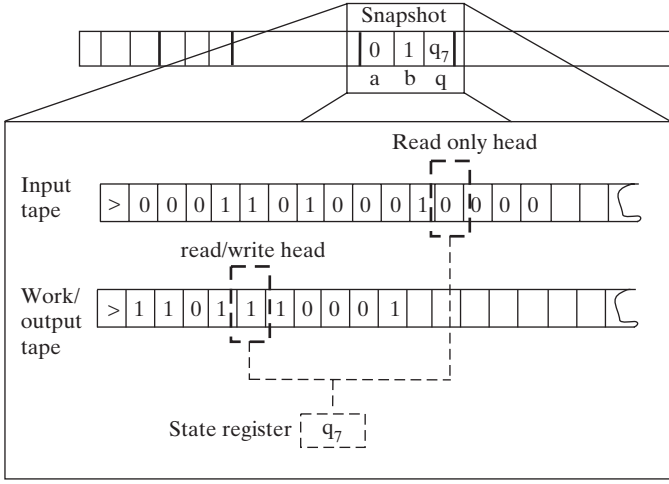 Snapshot
0 1 q₇
a b q
Read only head
Input tape
> 0 0 0 1 1 0 1 0 0 0 1 0 0 0 0
read/write head
Work/ output tape
> 1 1 0 1 1 1 0 0 0 1
State register q₇